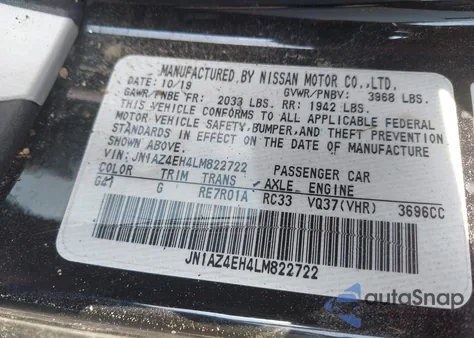 MANUFACTURED BY NISSAN MOTOR CO.,LTD.
DATE: 10/19 GVWR/PNBV: 3968 LBS.
GAWR/PNBE FR: 2033 LBS. RR: 1942 LBS.
THIS VEHICLE CONFORMS TO ALL APPLICABLE FEDERAL
MOTOR VEHICLE SAFETY, BUMPER, AND THEFT PREVENTION
STANDARDS IN EFFECT ON THE DATE OF MANUFACTURE
SHOWN ABOVE.
VIN: JN1AZ4EH4LM822722 PASSENGER CAR
COLOR TRIM TRANS AXLE ENGINE
G41 G RE7R01A RC33 VQ37(VHR) 3696CC
JN1AZ4EH4LM822722
autoSnap